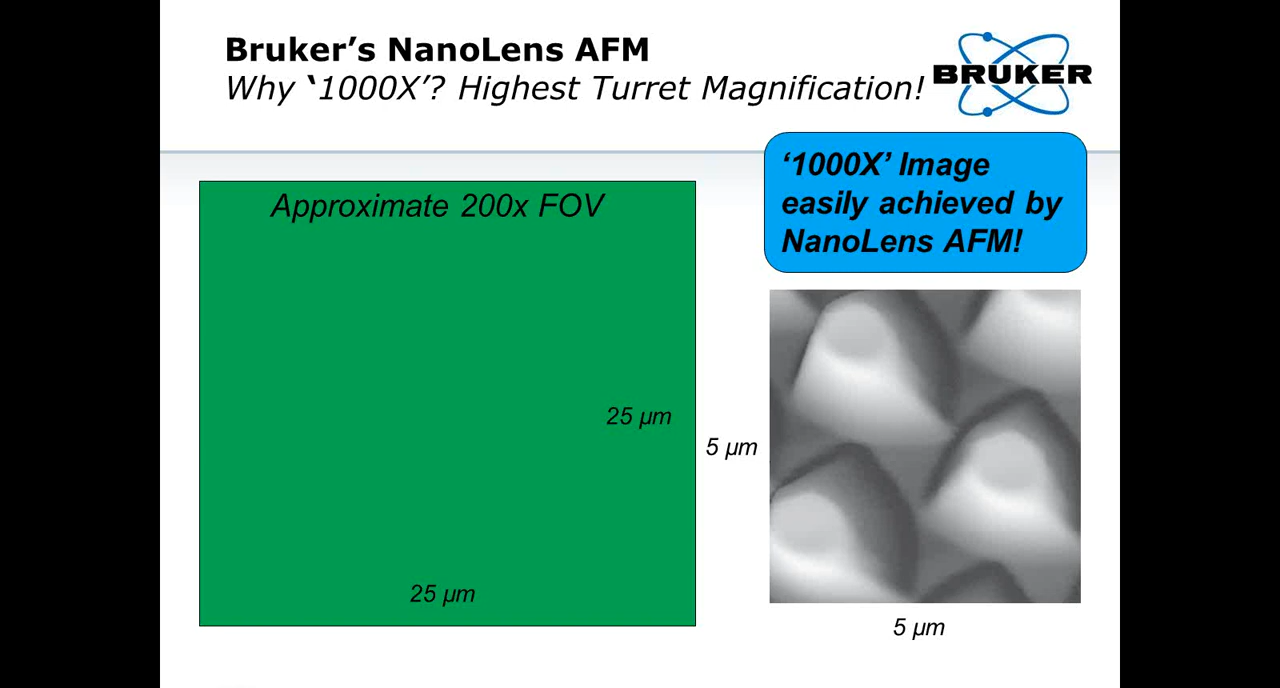 Bruker’s NanoLens AFM
Why ‘1000X’? Highest Turret Magnification!
BRUKER
‘1000X’ Image
easily achieved by
NanoLens AFM!
Approximate 200x FOV
25 µm
5 µm
25 µm
5 µm